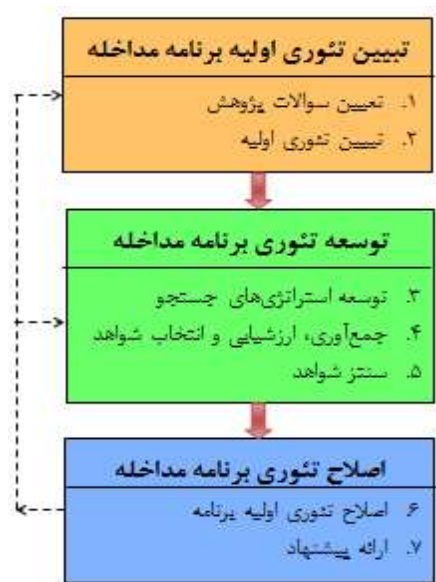 تبیین تئوری اولیه برنامه مداخله
۱. تعیین سوالات پژوهش
۲. تبیین تئوری اولیه
توسعه تئوری برنامه مداخله
۳. توسعه استراتژی‌های جستجو
۴. جمع‌آوری، ارزشیابی و انتخاب شواهد
۵. سنتز شواهد
اصلاح تئوری برنامه مداخله
۶. اصلاح تئوری اولیه برنامه
۷. ارائه پیشنهاد